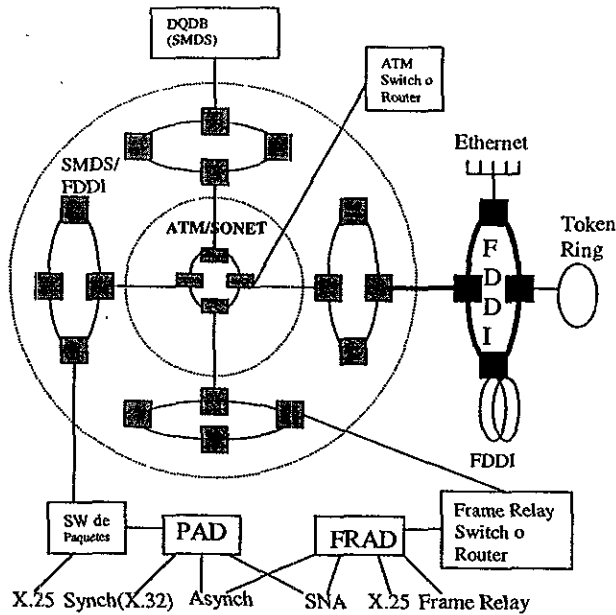 DQDB
(SMDS)
ATM
Switch o
Router
Ethernet
SMDS/
FDDI
ATM/SONET
Token
Ring
F
D
D
I
FDDI
SW de
Paquetes
PAD
FRAD
Frame Relay
Switch o
Router
X.25 Synch(X.32) Asynch SNA X.25 Frame Relay